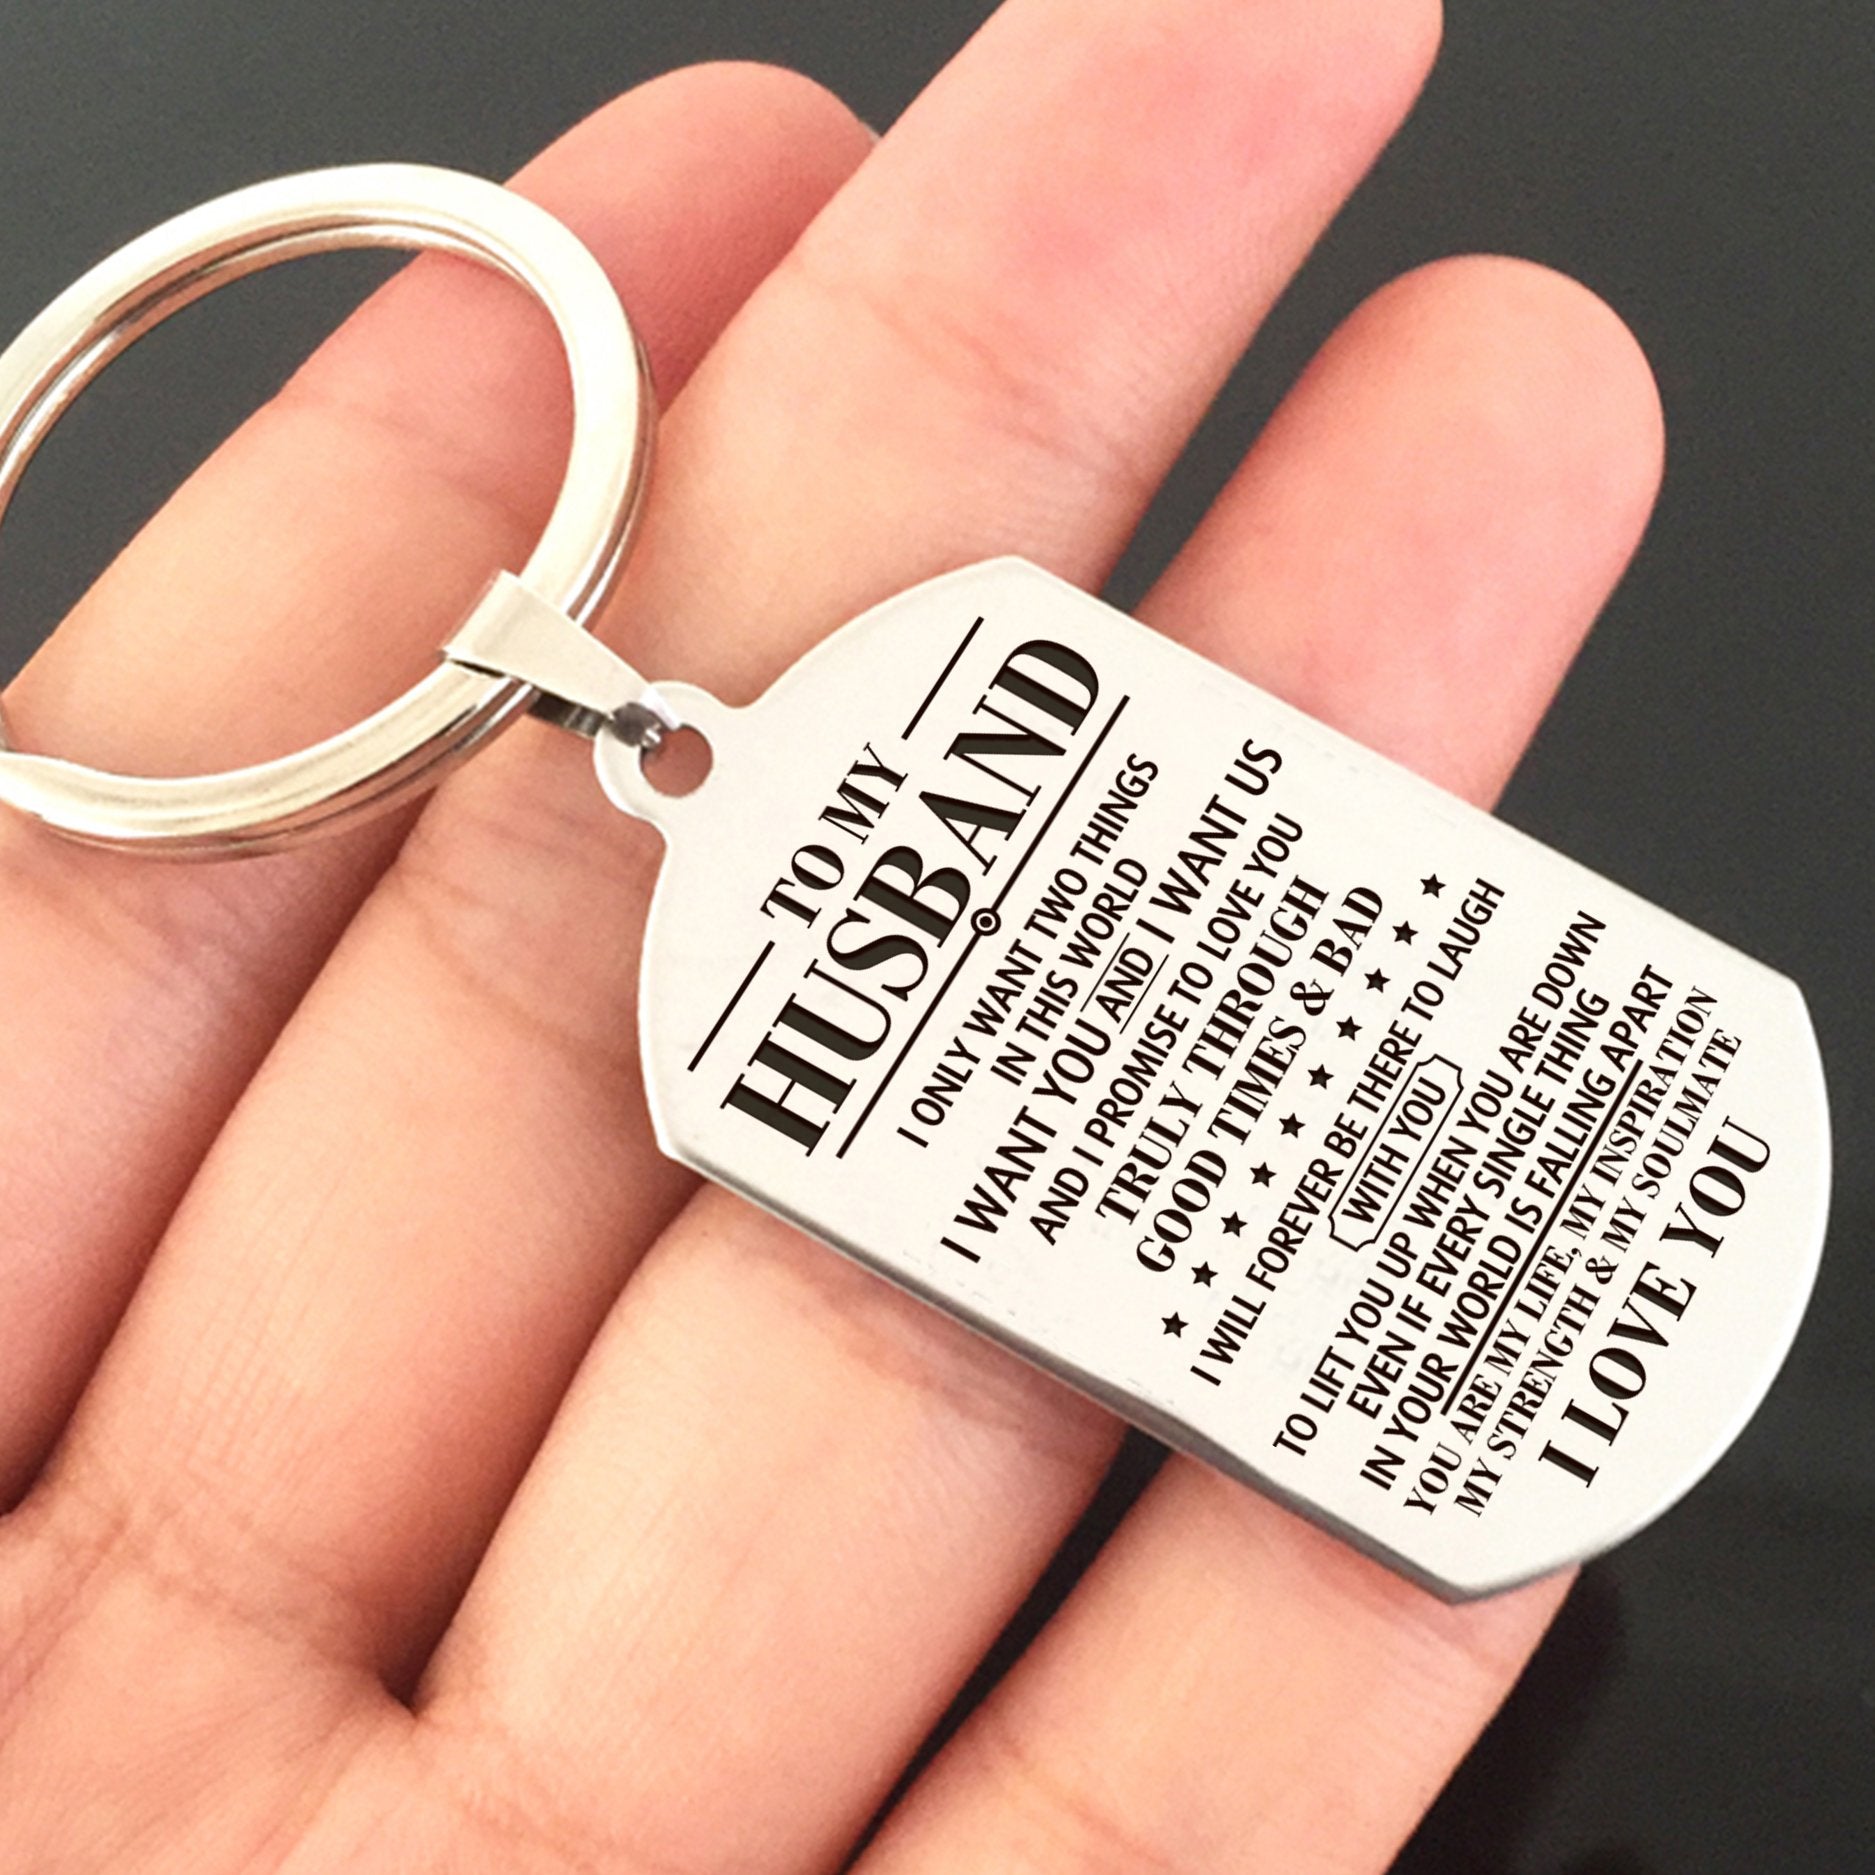 TO MY
HUSBAND
I ONLY WANT TWO THINGS
IN THIS WORLD
I WANT YOU AND I WANT US
AND I PROMISE TO LOVE YOU
TRULY THROUGH
GOOD TIMES & BAD
I WILL FOREVER BE THERE TO LAUGH
WITH YOU
TO LIFT YOU UP WHEN YOU ARE DOWN
EVEN IF EVERY SINGLE THING
IN YOUR WORLD IS FALLING APART
YOU ARE MY LIFE, MY INSPIRATION
MY STRENGTH & MY SOULMATE
I LOVE YOU